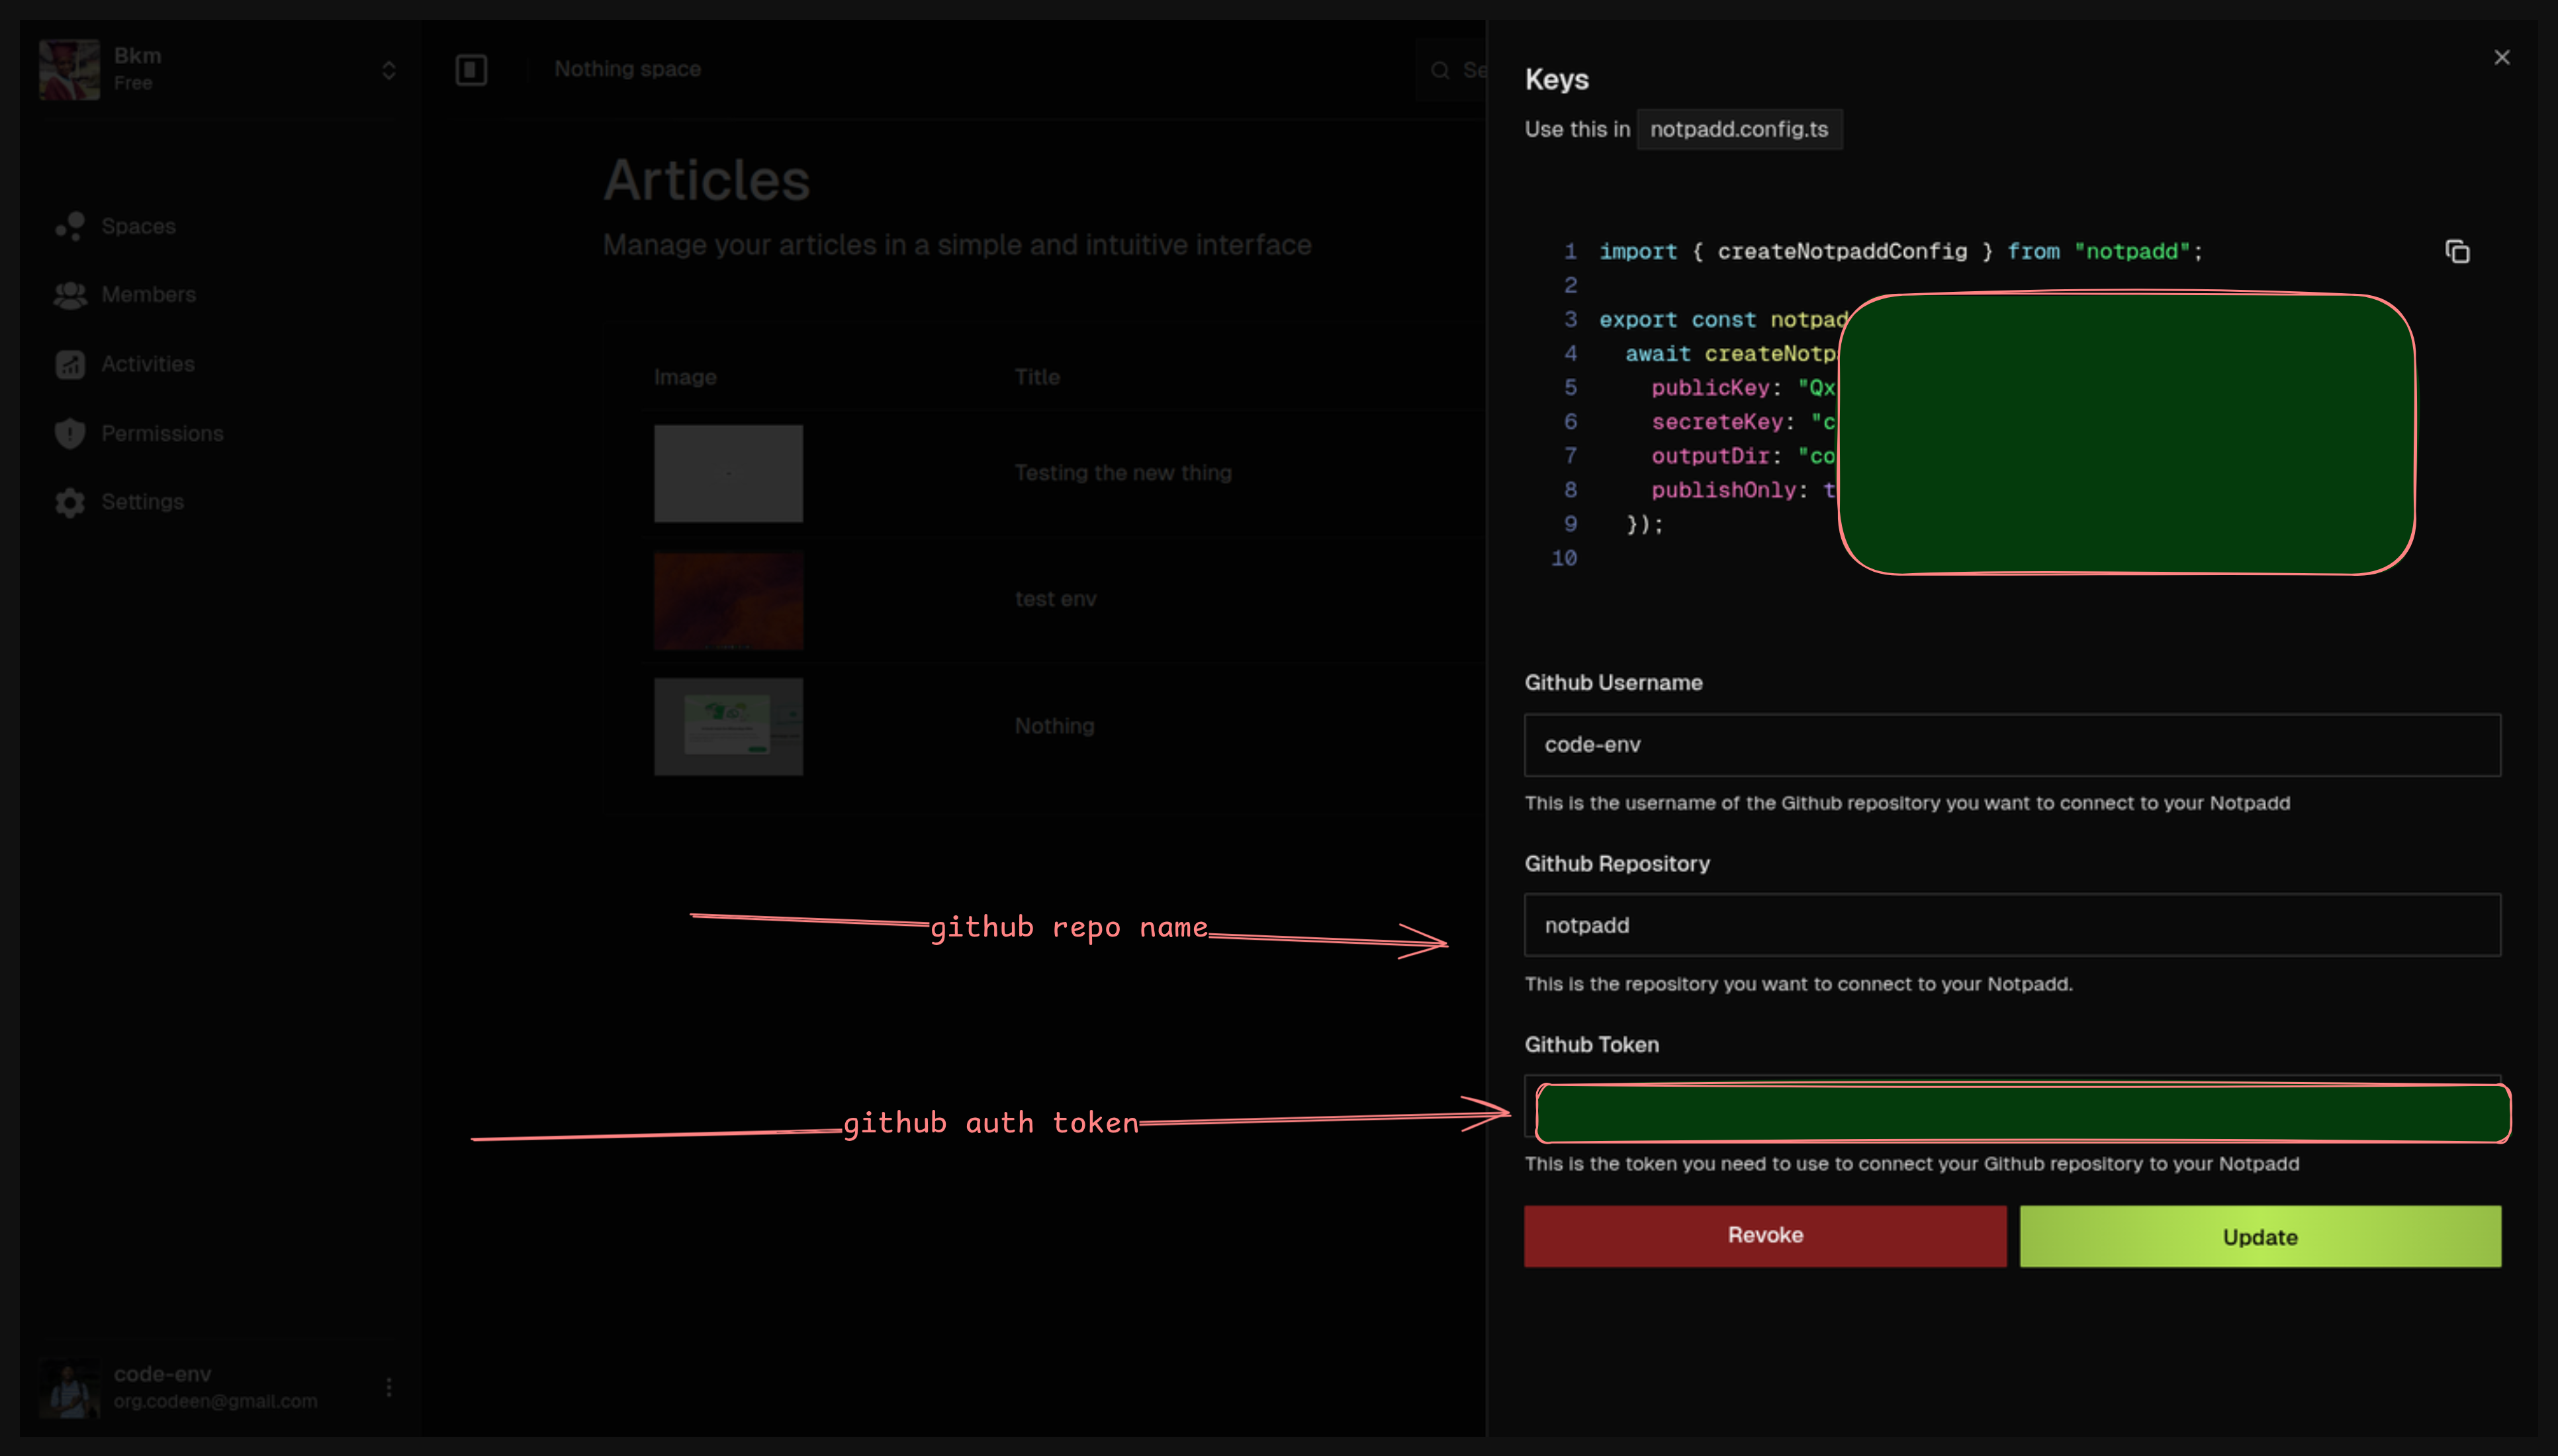 Bkm
Free
Spaces
Members
Activities
Permissions
Settings
code-env
org.codeen@gmail.com
Nothing space
Se
Articles
Manage your articles in a simple and intuitive interface
Image Title
Testing the new thing
test env
Nothing
github repo name
github auth token
Keys
Use this in notpadd.config.ts
1 import { createNotpaddConfig } from "notpadd";
2
3 export const notpad
4 await createNotp
5 publicKey: "Qx
6 secreteKey: "c
7 outputDir: "co
8 publishOnly: t
9 });
10
Github Username
code-env
This is the username of the Github repository you want to connect to your Notpadd
Github Repository
notpadd
This is the repository you want to connect to your Notpadd.
Github Token
This is the token you need to use to connect your Github repository to your Notpadd
Revoke
Update